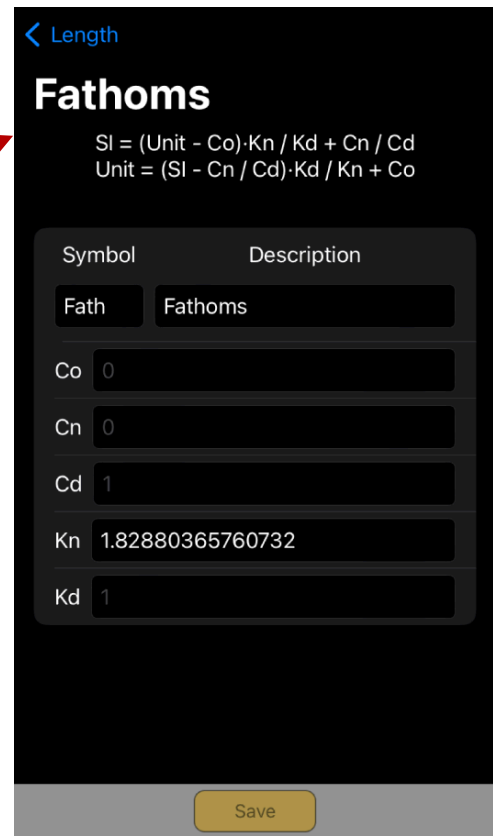 Length
Fathoms
SI = (Unit - Co)·Kn / Kd + Cn / Cd
Unit = (SI - Cn / Cd)·Kd / Kn + Co
Symbol Description
Fath Fathoms
Co 0
Cn 0
Cd 1
Kn 1.82880365760732
Kd 1
Save